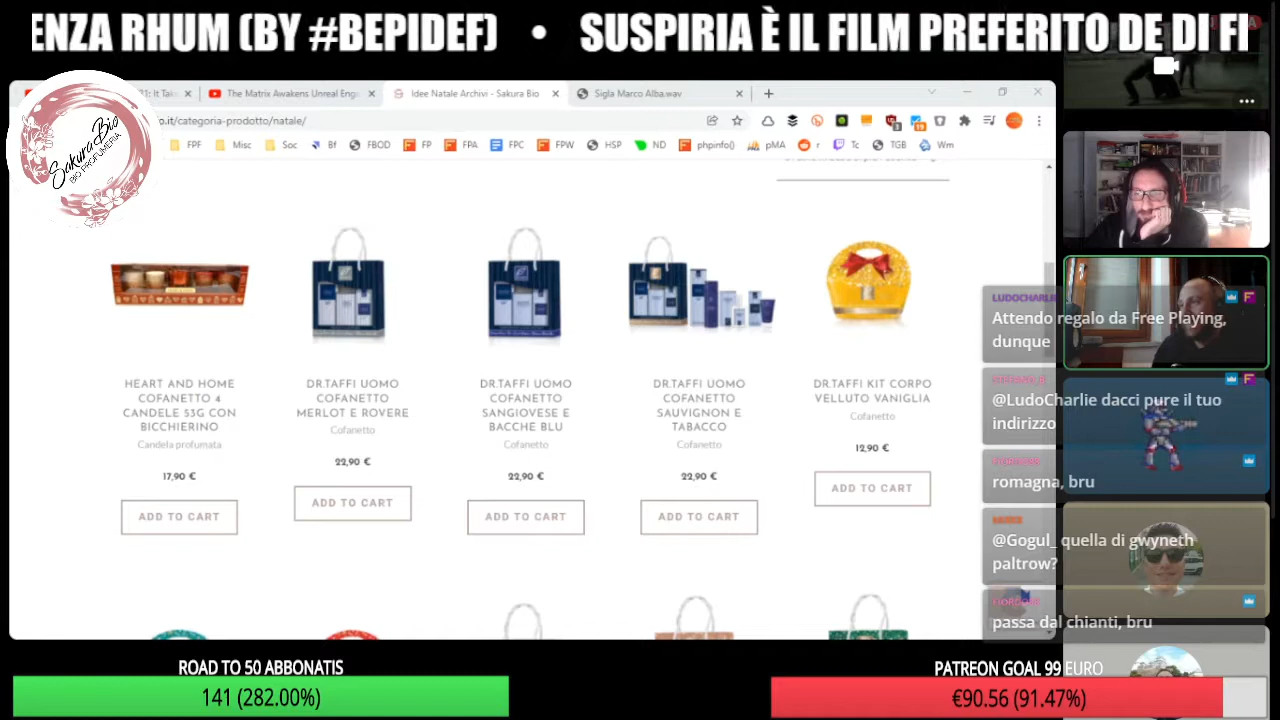 ENZA RHUM (BY #BEPIDEF) • SUSPIRIA È IL FILM PREFERITO DE DI FI
The Matrix Awakens Unreal Eng
Idee Natale Archivi - Sakura Bio
Sigla Marco Alba.wav
.it/categoria-prodotto/natale/
FPF
Misc
Soc
Bf
FBOD
FP
FPA
FPC
FPW
HSP
ND
phpinfo()
pMA
r
Tc
TGB
Wm
Sakura Bio
BIOPROFUMERIA
HEART AND HOME
COFANETTO 4
CANDELE 53G CON
BICCHIERINO
Candela profumata
17,90 €
ADD TO CART
DR.TAFFI UOMO
COFANETTO
MERLOT E ROVERE
Cofanetto
22,90 €
ADD TO CART
DR.TAFFI UOMO
COFANETTO
SANGIOVESE E
BACCHE BLU
Cofanetto
22,90 €
ADD TO CART
DR.TAFFI UOMO
COFANETTO
SAUVIGNON E
TABACCO
Cofanetto
22,90 €
ADD TO CART
DR.TAFFI KIT CORPO
VELLUTO VANIGLIA
Cofanetto
12,90 €
ADD TO CART
LUDOCHARLIE
Attendo regalo da Free Playing,
dunque
@LudoCharlie dacci pure il tuo
indirizzo
romagna, bru
@Gogul_ quella di gwyneth
paltrow?
passa dal chianti, bru
ROAD TO 50 ABBONATIS
141 (282.00%)
PATREON GOAL 99 EURO
€90.56 (91.47%)